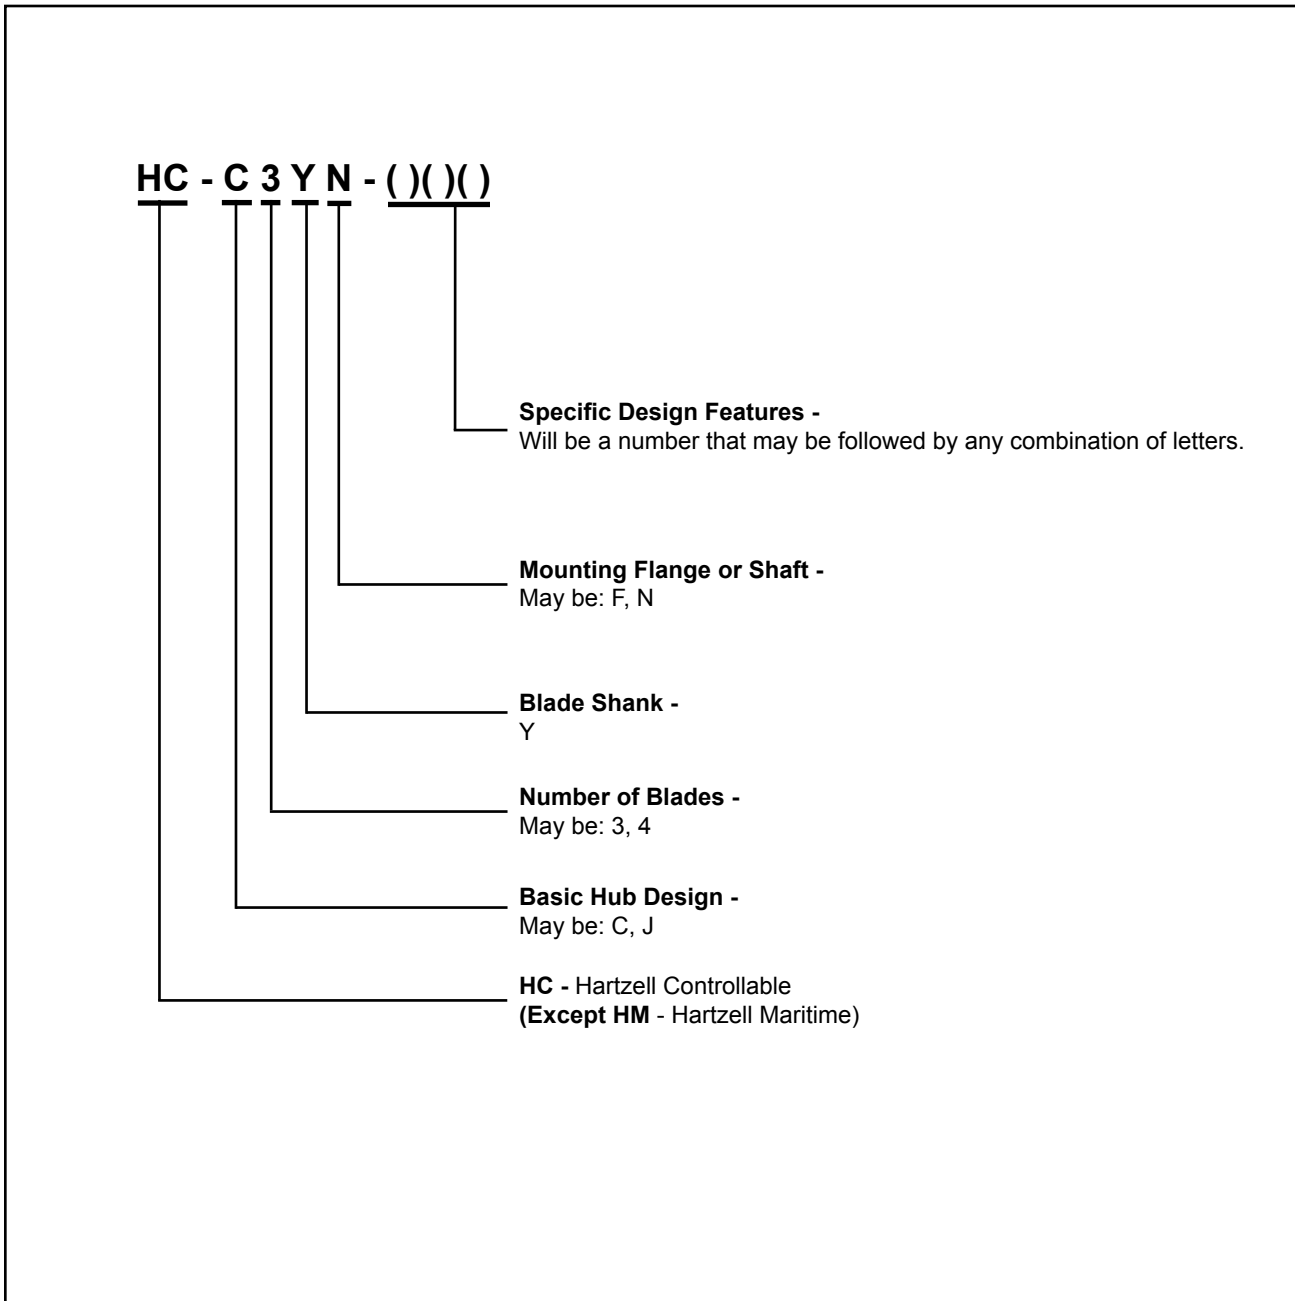 HC - C 3 Y N - ( )( )( )
Specific Design Features -
Will be a number that may be followed by any combination of letters.
Mounting Flange or Shaft -
May be: F, N
Blade Shank -
Y
Number of Blades -
May be: 3, 4
Basic Hub Design -
May be: C, J
HC - Hartzell Controllable
(Except HM - Hartzell Maritime)